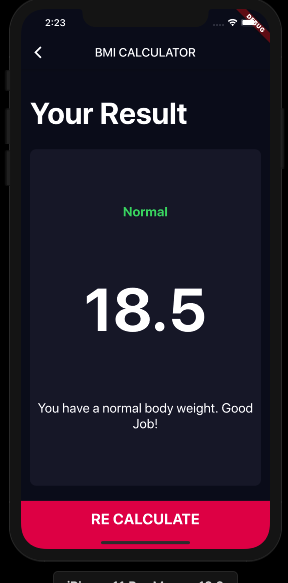 2:23
DEBUG
BMI CALCULATOR
Your Result
Normal
18.5
You have a normal body weight. Good
Job!
RE CALCULATE